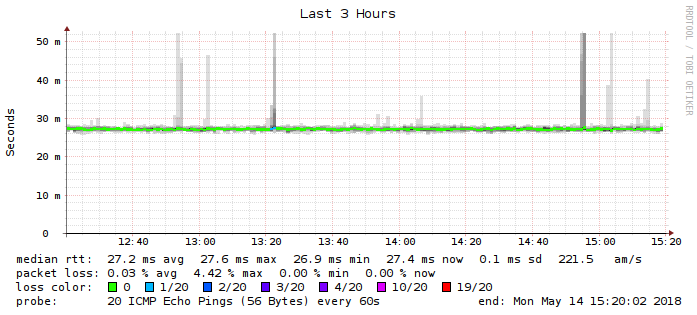 Last 3 Hours
RRDTOOL / TOBI OETIKER
Seconds
50 m
40 m
30 m
20 m
10 m
0
12:40 13:00 13:20 13:40 14:00 14:20 14:40 15:00 15:20
median rtt: 27.2 ms avg 27.6 ms max 26.9 ms min 27.4 ms now 0.1 ms sd 221.5 am/s
packet loss: 0.03 % avg 4.42 % max 0.00 % min 0.00 % now
loss color: 0 1/20 2/20 3/20 4/20 10/20 19/20
probe: 20 ICMP Echo Pings (56 Bytes) every 60s end: Mon May 14 15:20:02 2018